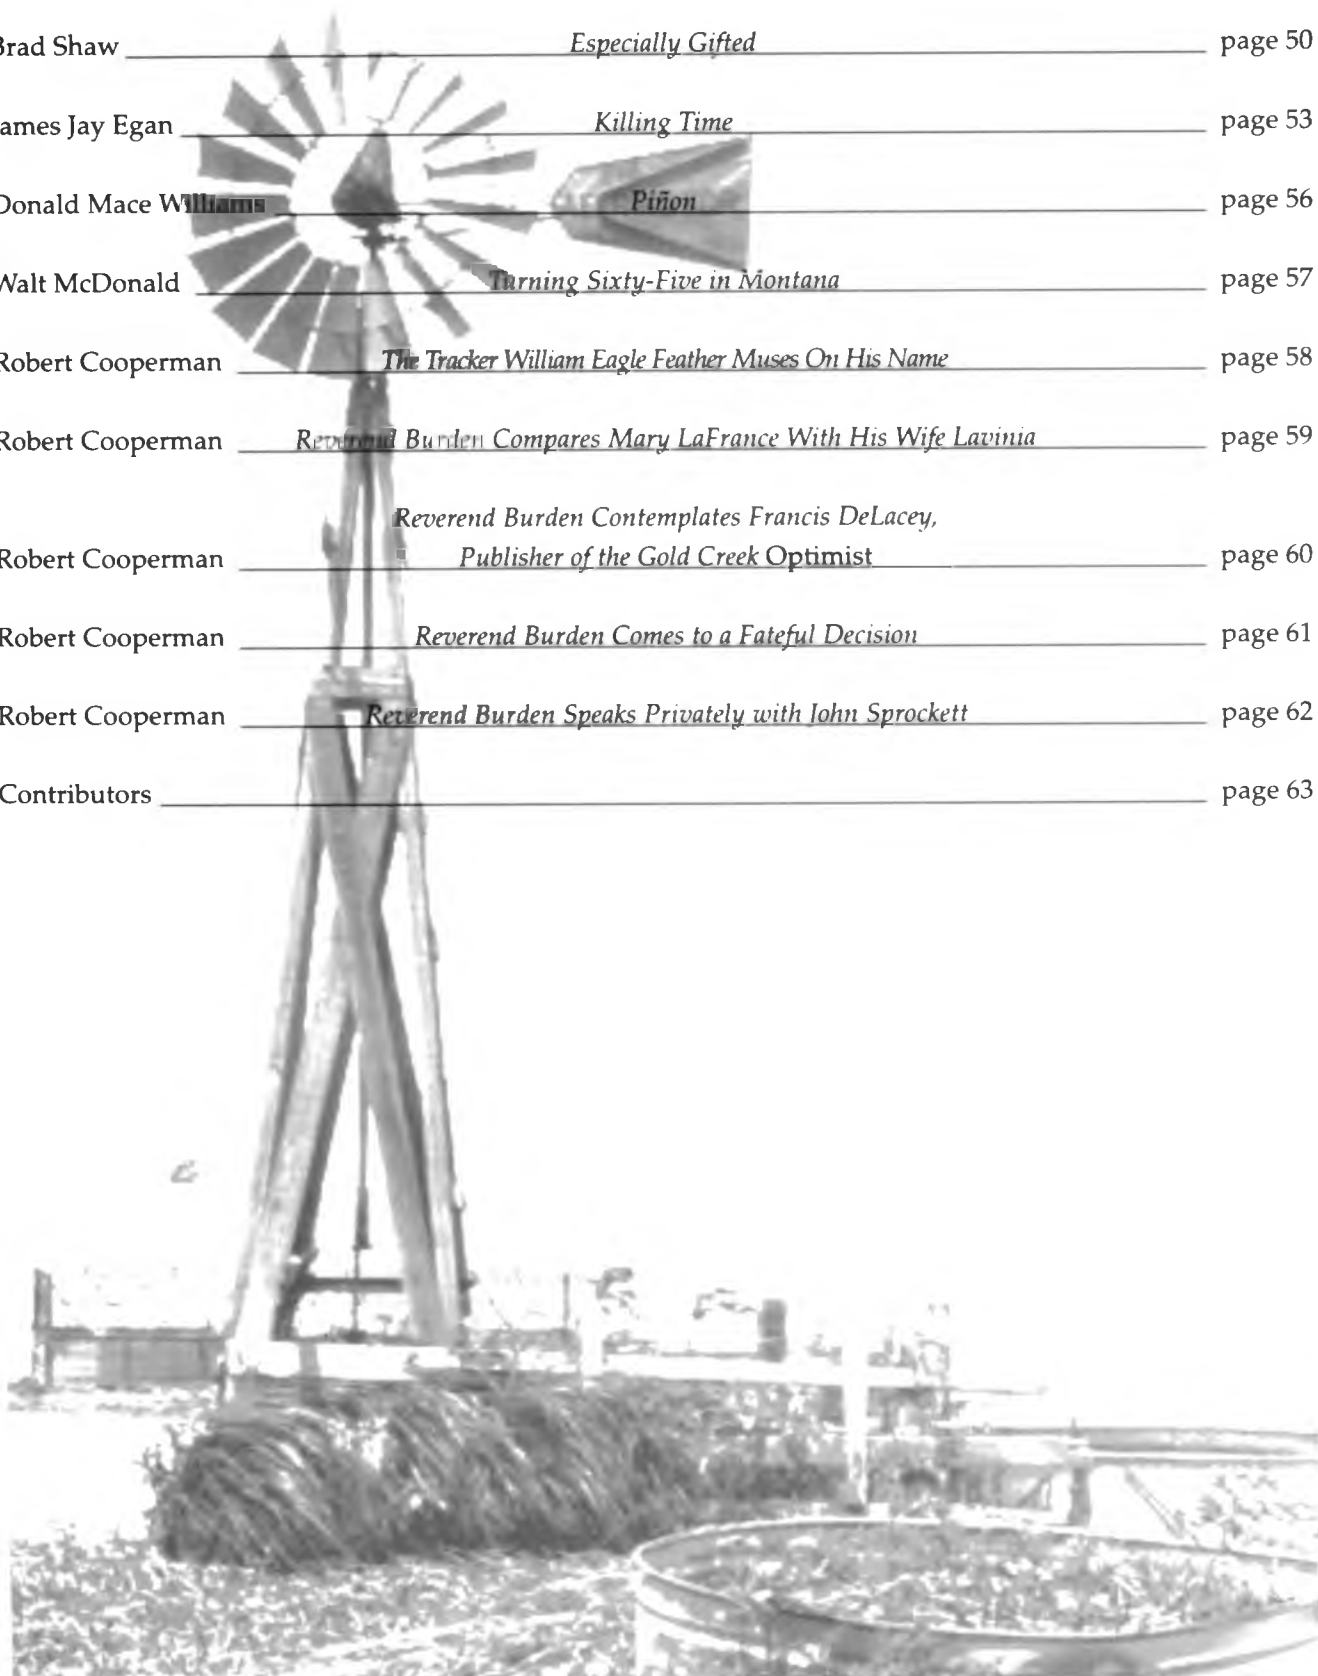 Brad Shaw Especially Gifted page 50
James Jay Egan Killing Time page 53
Donald Mace Williams Piñon page 56
Walt McDonald Turning Sixty-Five in Montana page 57
Robert Cooperman The Tracker William Eagle Feather Muses On His Name page 58
Robert Cooperman Reverend Burden Compares Mary LaFrance With His Wife Lavinia page 59
Reverend Burden Contemplates Francis DeLacey,
Robert Cooperman Publisher of the Gold Creek Optimist page 60
Robert Cooperman Reverend Burden Comes to a Fateful Decision page 61
Robert Cooperman Reverend Burden Speaks Privately with John Sprockett page 62
Contributors page 63